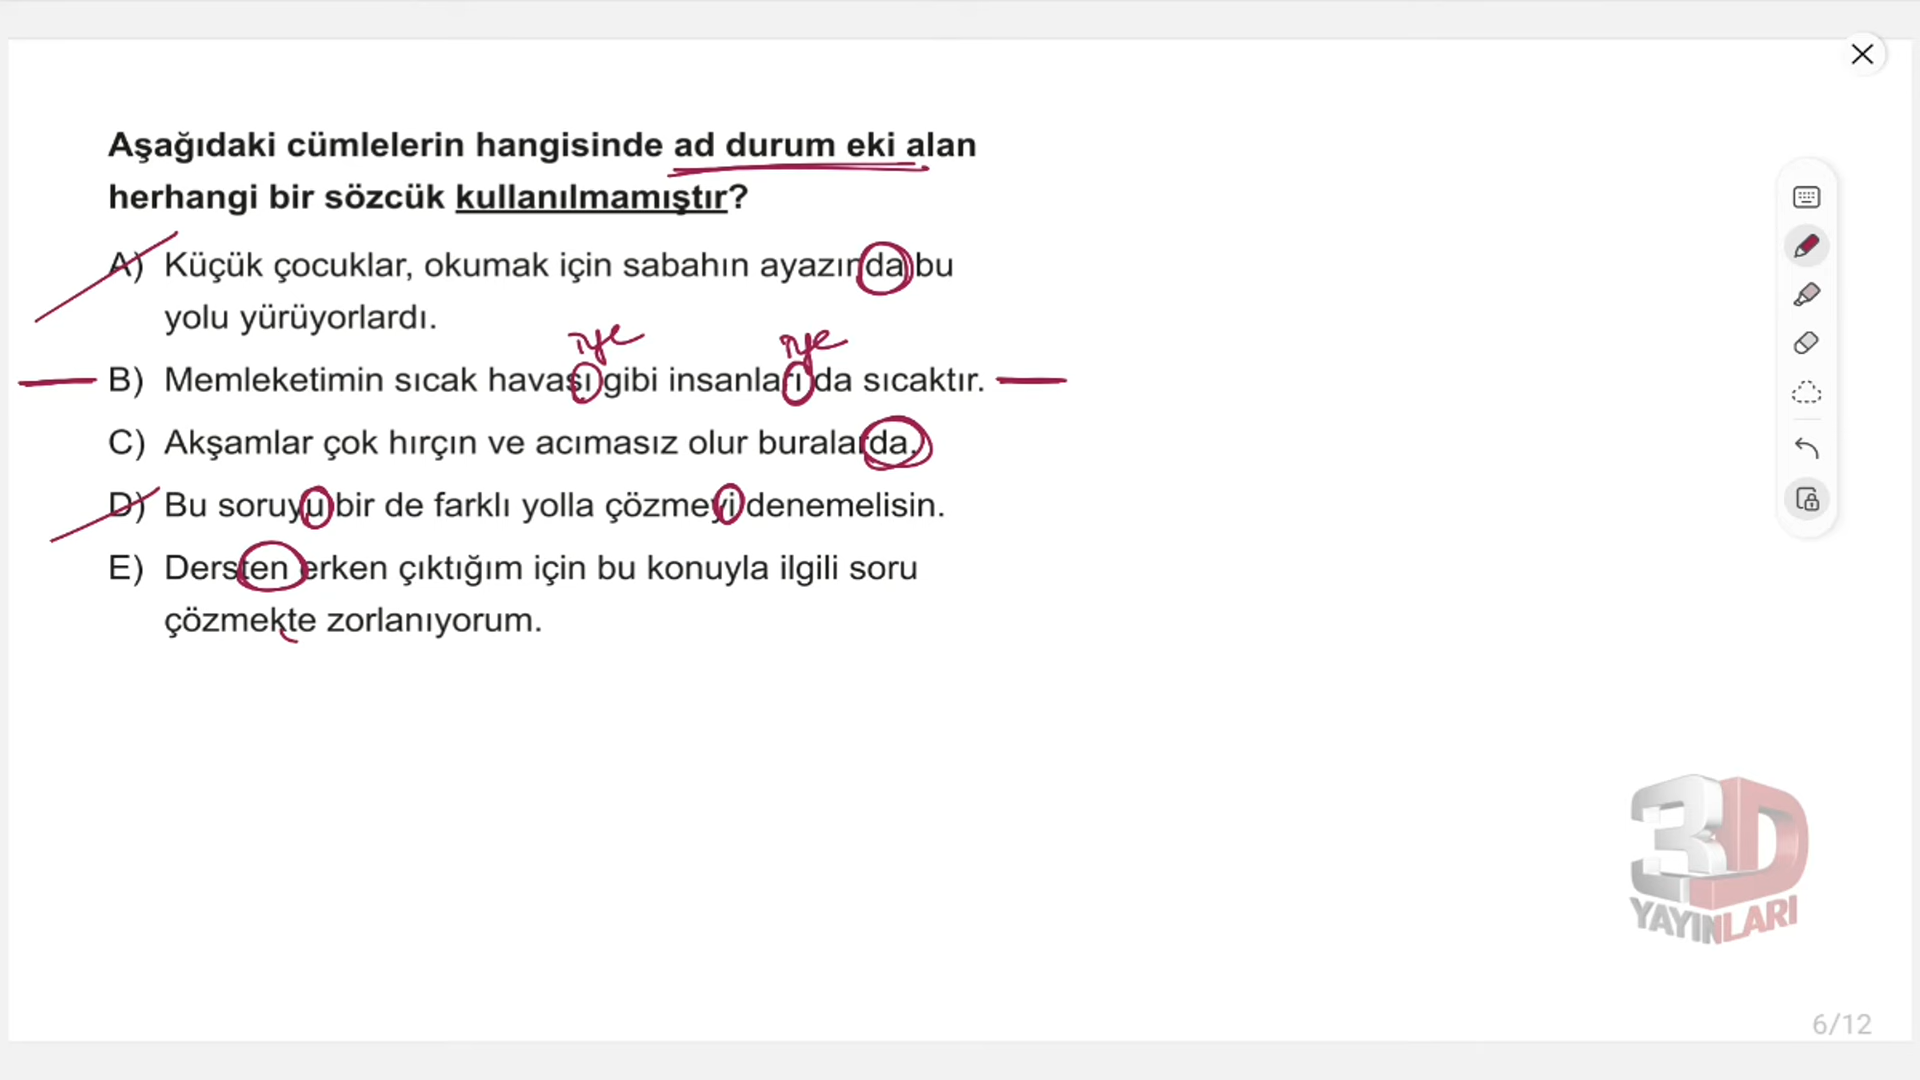 Aşağıdaki cümlelerin hangisinde ad durum eki alan
herhangi bir sözcük kullanılmamıştır?
A) Küçük çocuklar, okumak için sabahın ayazında bu
yolu yürüyorlardı.
iye iye
B) Memleketimin sıcak havası gibi insanları da sıcaktır.
C) Akşamlar çok hırçın ve acımasız olur buralarda.
D) Bu soruyu bir de farklı yolla çözmeyi denemelisin.
E) Dersten erken çıktığım için bu konuyla ilgili soru
çözmekte zorlanıyorum.
3D
YAYINLARI
6/12